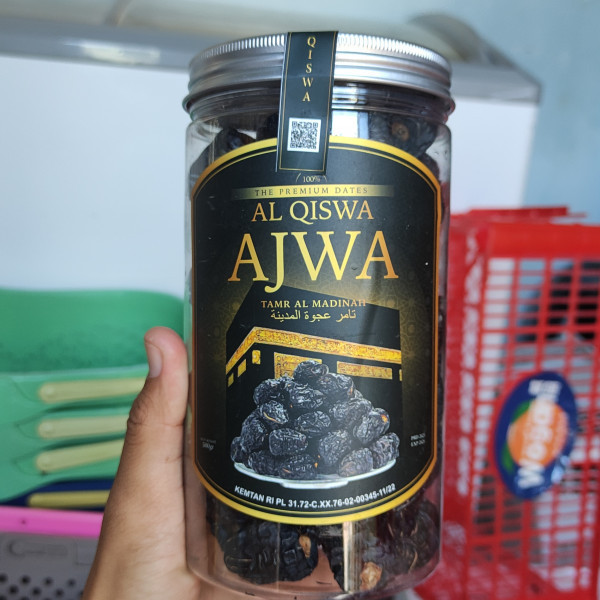 QISWA
100%
THE PREMIUM DATES
AL QISWA
AJWA
TAMR AL MADINAH
تامر عجوة المدينة
KEMTAN RI PL 31.72-C.XX.76-02-00345-11/22